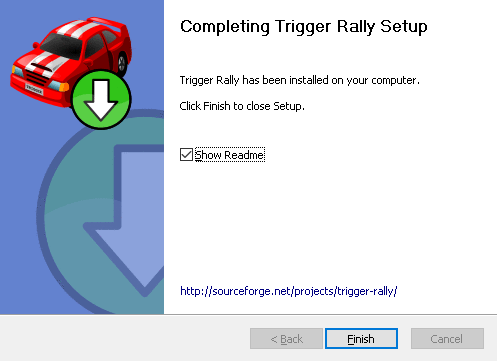 Completing Trigger Rally Setup
Trigger Rally has been installed on your computer.
Click Finish to close Setup.
Show Readme
http://sourceforge.net/projects/trigger-rally/
< Back
Finish
Cancel